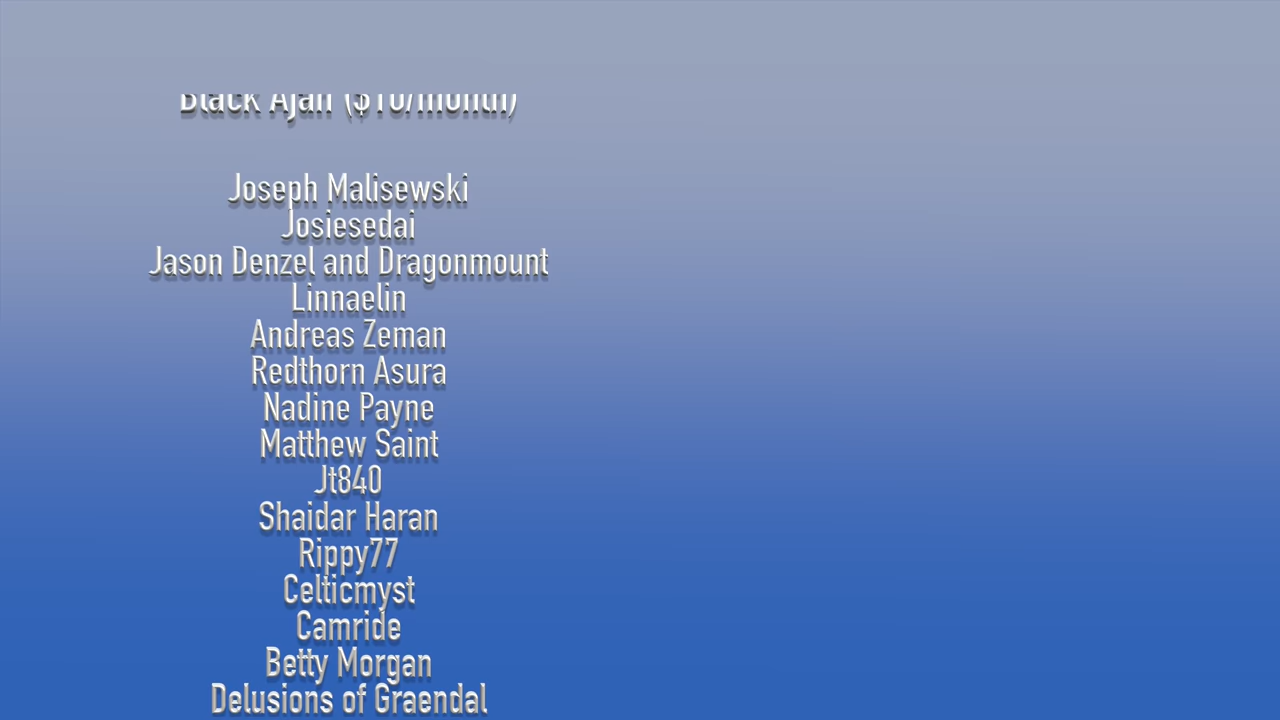 Black Ajah ($10/month)
Joseph Malisewski
Josiesedai
Jason Denzel and Dragonmount
Linnaelin
Andreas Zeman
Redthorn Asura
Nadine Payne
Matthew Saint
Jt840
Shaidar Haran
Rippy77
Celticmyst
Camride
Betty Morgan
Delusions of Graendal